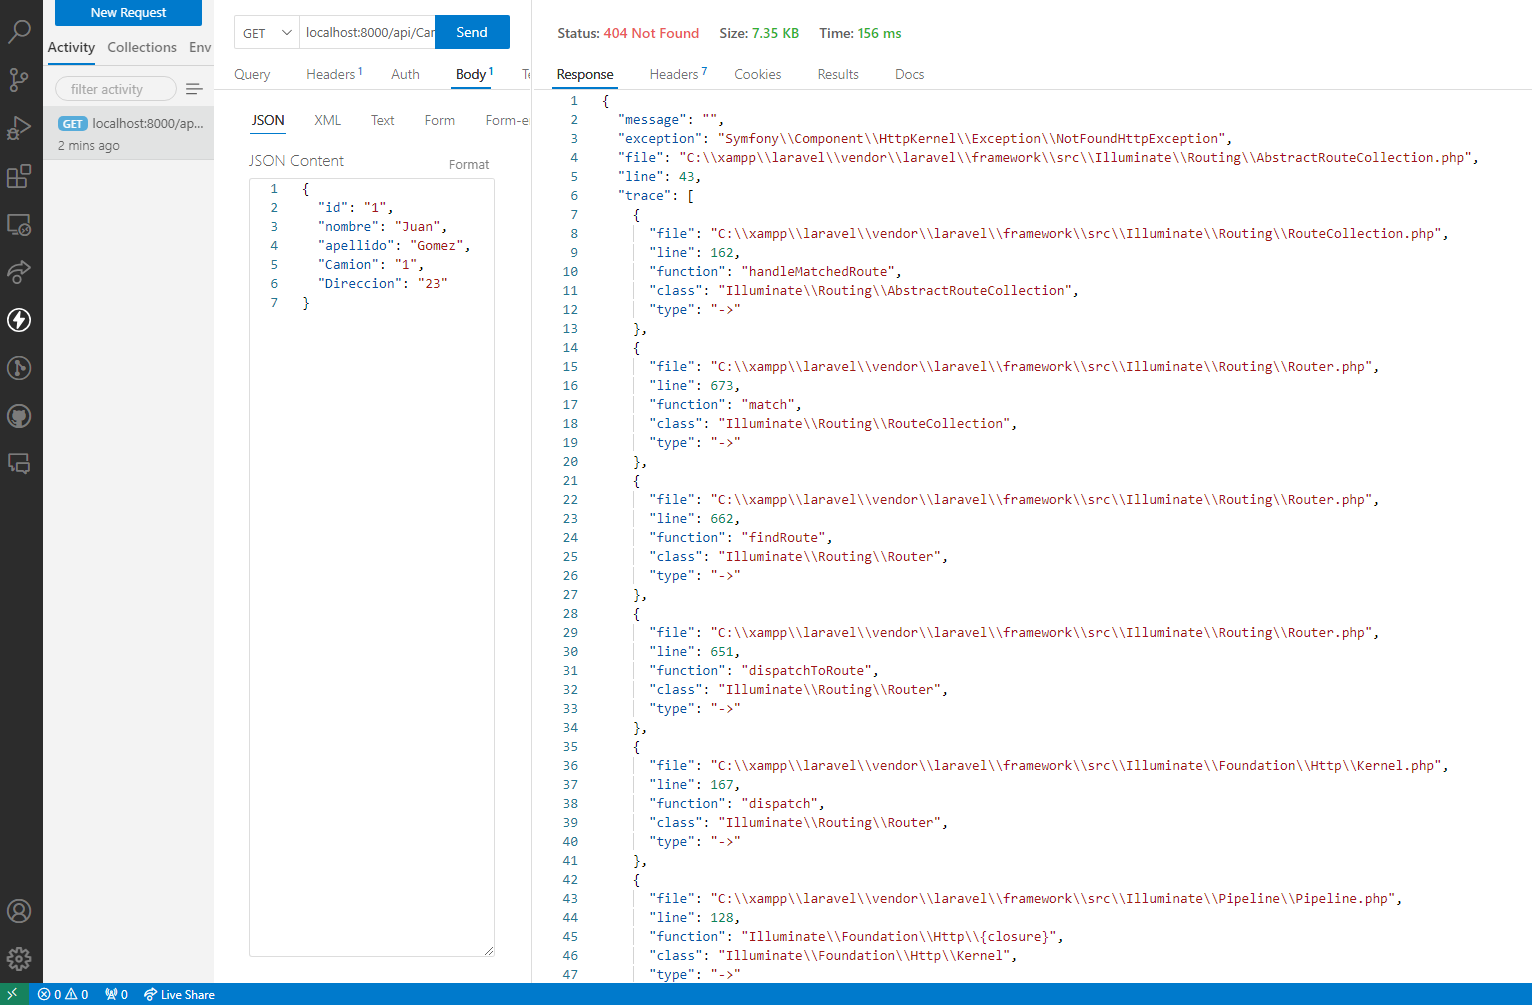 New Request
Activity Collections Env
filter activity
GET localhost:8000/ap...
2 mins ago
GET localhost:8000/api/Car Send
Query Headers 1 Auth Body 1
JSON XML Text Form Form-e
JSON Content Format
1 {
2 "id": "1",
3 "nombre": "Juan",
4 "apellido": "Gomez",
5 "Camion": "1",
6 "Direccion": "23"
7 }
Status: 404 Not Found Size: 7.35 KB Time: 156 ms
Response Headers 7 Cookies Results Docs
1 {
2 "message": "",
3 "exception": "Symfony\\Component\\HttpKernel\\Exception\\NotFoundHttpException",
4 "file": "C:\\xampp\\laravel\\vendor\\laravel\\framework\\src\\Illuminate\\Routing\\AbstractRouteCollection.php",
5 "line": 43,
6 "trace": [
7 {
8 "file": "C:\\xampp\\laravel\\vendor\\laravel\\framework\\src\\Illuminate\\Routing\\RouteCollection.php",
9 "line": 162,
10 "function": "handleMatchedRoute",
11 "class": "Illuminate\\Routing\\AbstractRouteCollection",
12 "type": "->"
13 },
14 {
15 "file": "C:\\xampp\\laravel\\vendor\\laravel\\framework\\src\\Illuminate\\Routing\\Router.php",
16 "line": 673,
17 "function": "match",
18 "class": "Illuminate\\Routing\\RouteCollection",
19 "type": "->"
20 },
21 {
22 "file": "C:\\xampp\\laravel\\vendor\\laravel\\framework\\src\\Illuminate\\Routing\\Router.php",
23 "line": 662,
24 "function": "findRoute",
25 "class": "Illuminate\\Routing\\Router",
26 "type": "->"
27 },
28 {
29 "file": "C:\\xampp\\laravel\\vendor\\laravel\\framework\\src\\Illuminate\\Routing\\Router.php",
30 "line": 651,
31 "function": "dispatchToRoute",
32 "class": "Illuminate\\Routing\\Router",
33 "type": "->"
34 },
35 {
36 "file": "C:\\xampp\\laravel\\vendor\\laravel\\framework\\src\\Illuminate\\Foundation\\Http\\Kernel.php",
37 "line": 167,
38 "function": "dispatch",
39 "class": "Illuminate\\Routing\\Router",
40 "type": "->"
41 },
42 {
43 "file": "C:\\xampp\\laravel\\vendor\\laravel\\framework\\src\\Illuminate\\Pipeline\\Pipeline.php",
44 "line": 128,
45 "function": "Illuminate\\Foundation\\Http\\{closure}",
46 "class": "Illuminate\\Foundation\\Http\\Kernel",
47 "type": "->"
0 0 0 Live Share